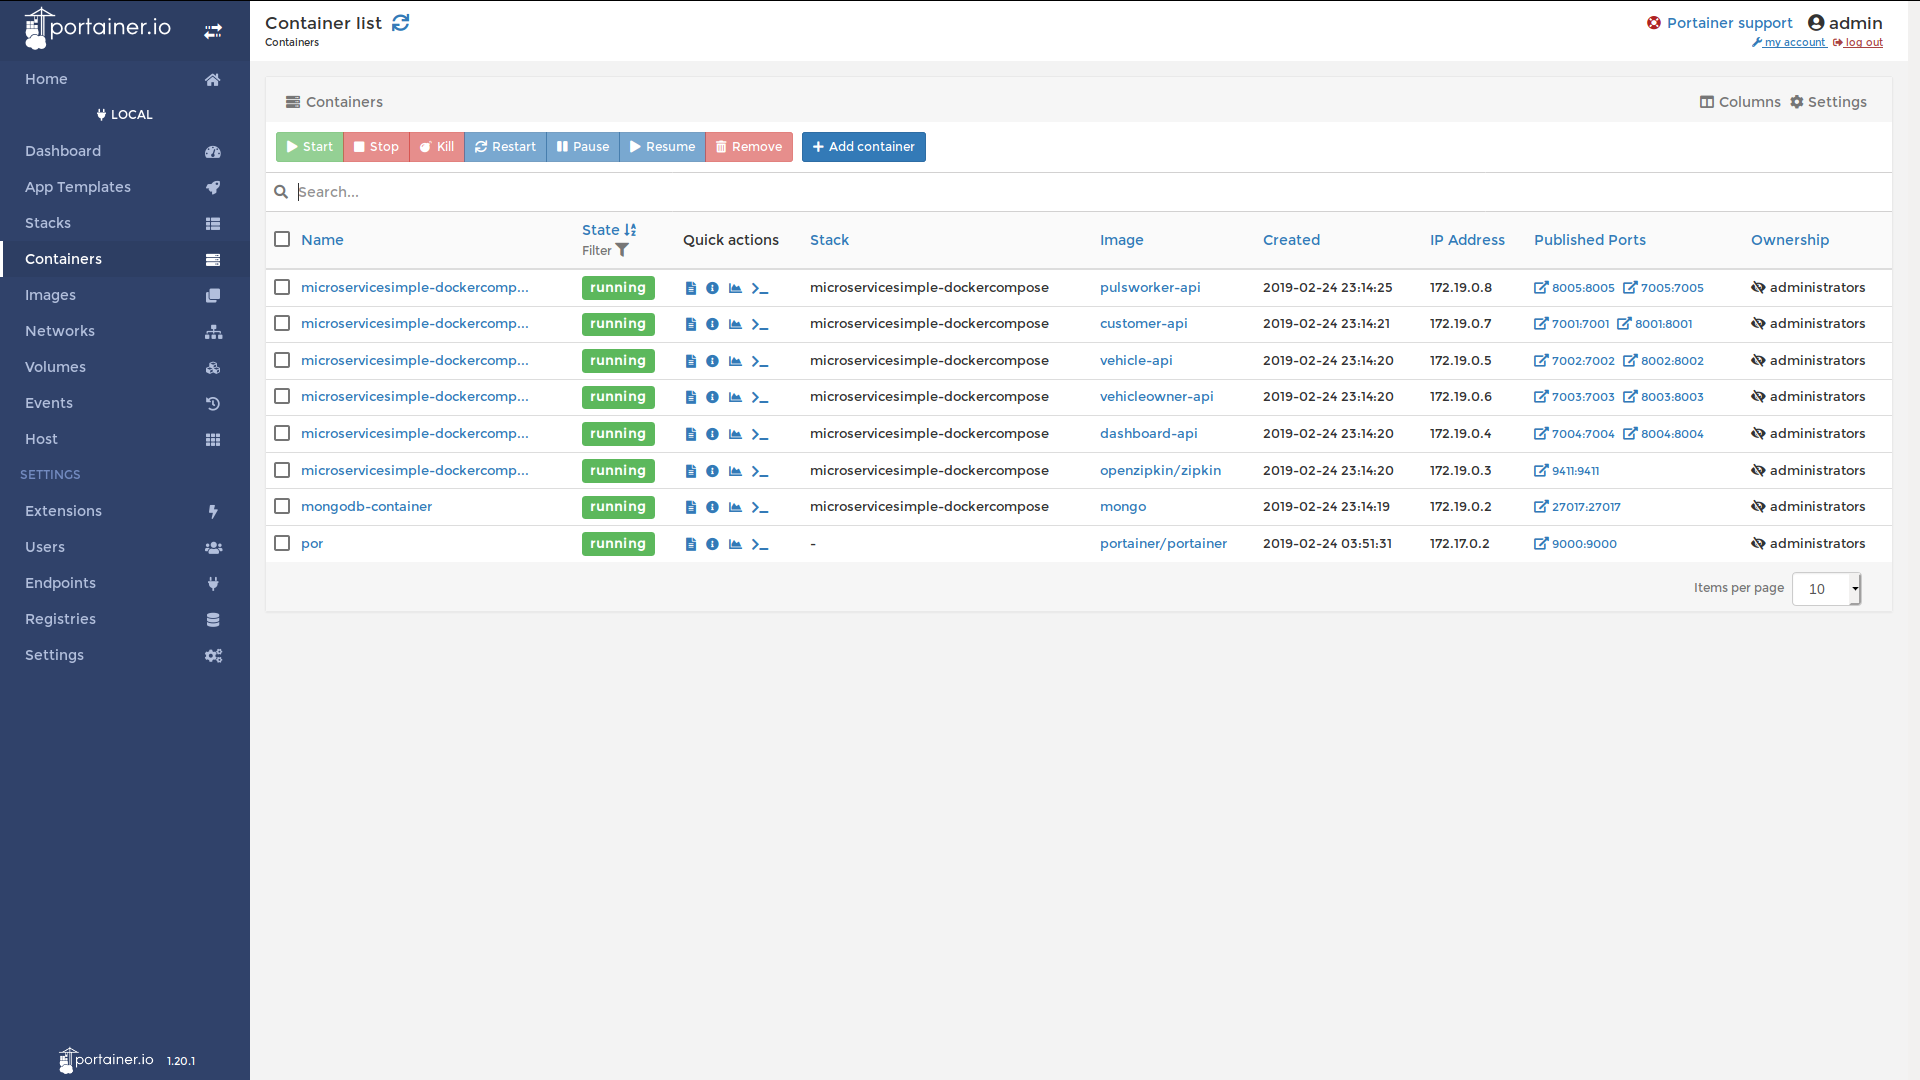 portainer.io
Container list
Containers
Portainer support admin
my account log out
Home
LOCAL
Dashboard
App Templates
Stacks
Containers
Images
Networks
Volumes
Events
Host
SETTINGS
Extensions
Users
Endpoints
Registries
Settings
portainer.io 1.20.1
Containers
Columns Settings
Start Stop Kill Restart Pause Resume Remove Add container
Search...
Name State Filter Quick actions Stack Image Created IP Address Published Ports Ownership
microservicesimple-dockercomp... running microservicesimple-dockercompose pulsworker-api 2019-02-24 23:14:25 172.19.0.8 8005:8005 7005:7005 administrators
microservicesimple-dockercomp... running microservicesimple-dockercompose customer-api 2019-02-24 23:14:21 172.19.0.7 7001:7001 8001:8001 administrators
microservicesimple-dockercomp... running microservicesimple-dockercompose vehicle-api 2019-02-24 23:14:20 172.19.0.5 7002:7002 8002:8002 administrators
microservicesimple-dockercomp... running microservicesimple-dockercompose vehicleowner-api 2019-02-24 23:14:20 172.19.0.6 7003:7003 8003:8003 administrators
microservicesimple-dockercomp... running microservicesimple-dockercompose dashboard-api 2019-02-24 23:14:20 172.19.0.4 7004:7004 8004:8004 administrators
microservicesimple-dockercomp... running microservicesimple-dockercompose openzipkin/zipkin 2019-02-24 23:14:20 172.19.0.3 9411:9411 administrators
mongodb-container running microservicesimple-dockercompose mongo 2019-02-24 23:14:19 172.19.0.2 27017:27017 administrators
por running - portainer/portainer 2019-02-24 03:51:31 172.17.0.2 9000:9000 administrators
Items per page 10